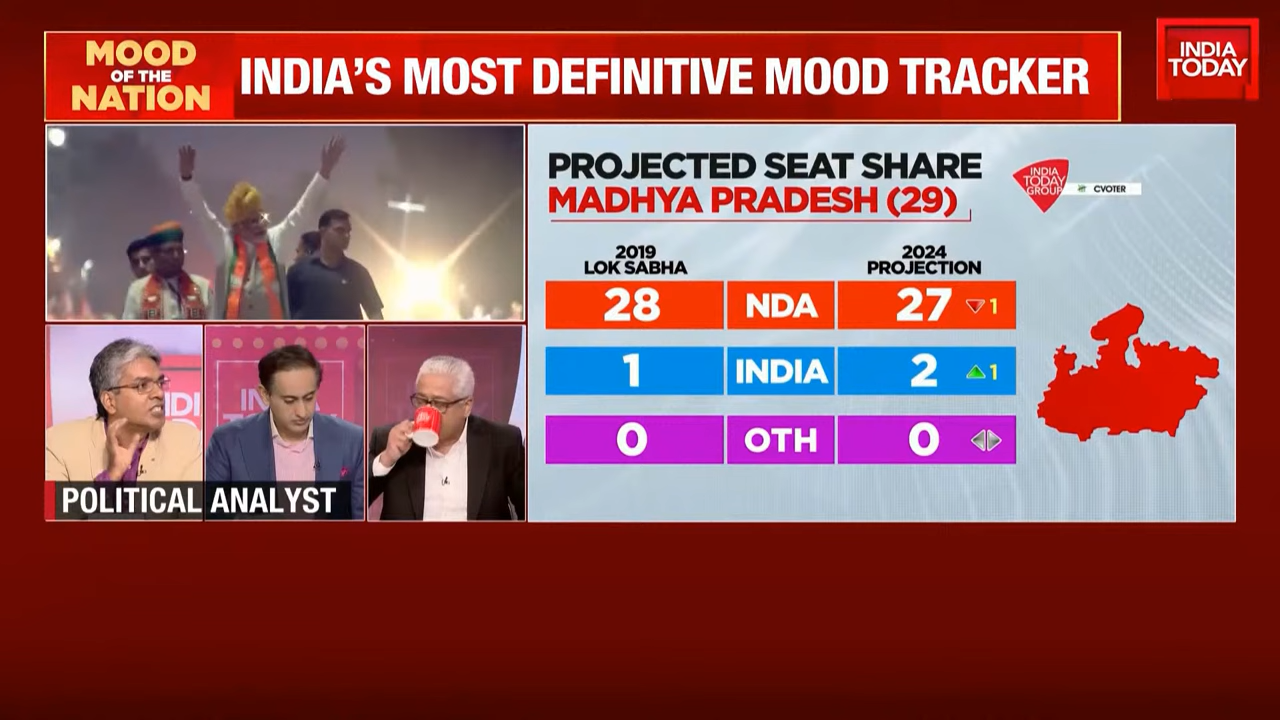 MOOD
OF THE
NATION
INDIA'S MOST DEFINITIVE MOOD TRACKER
INDIA
TODAY
PROJECTED SEAT SHARE
MADHYA PRADESH (29)
INDIA
TODAY
GROUP
CVOTER
2019
LOK SABHA
2024
PROJECTION
28 NDA 27 1
1 INDIA 2 1
0 OTH 0
POLITICAL ANALYST